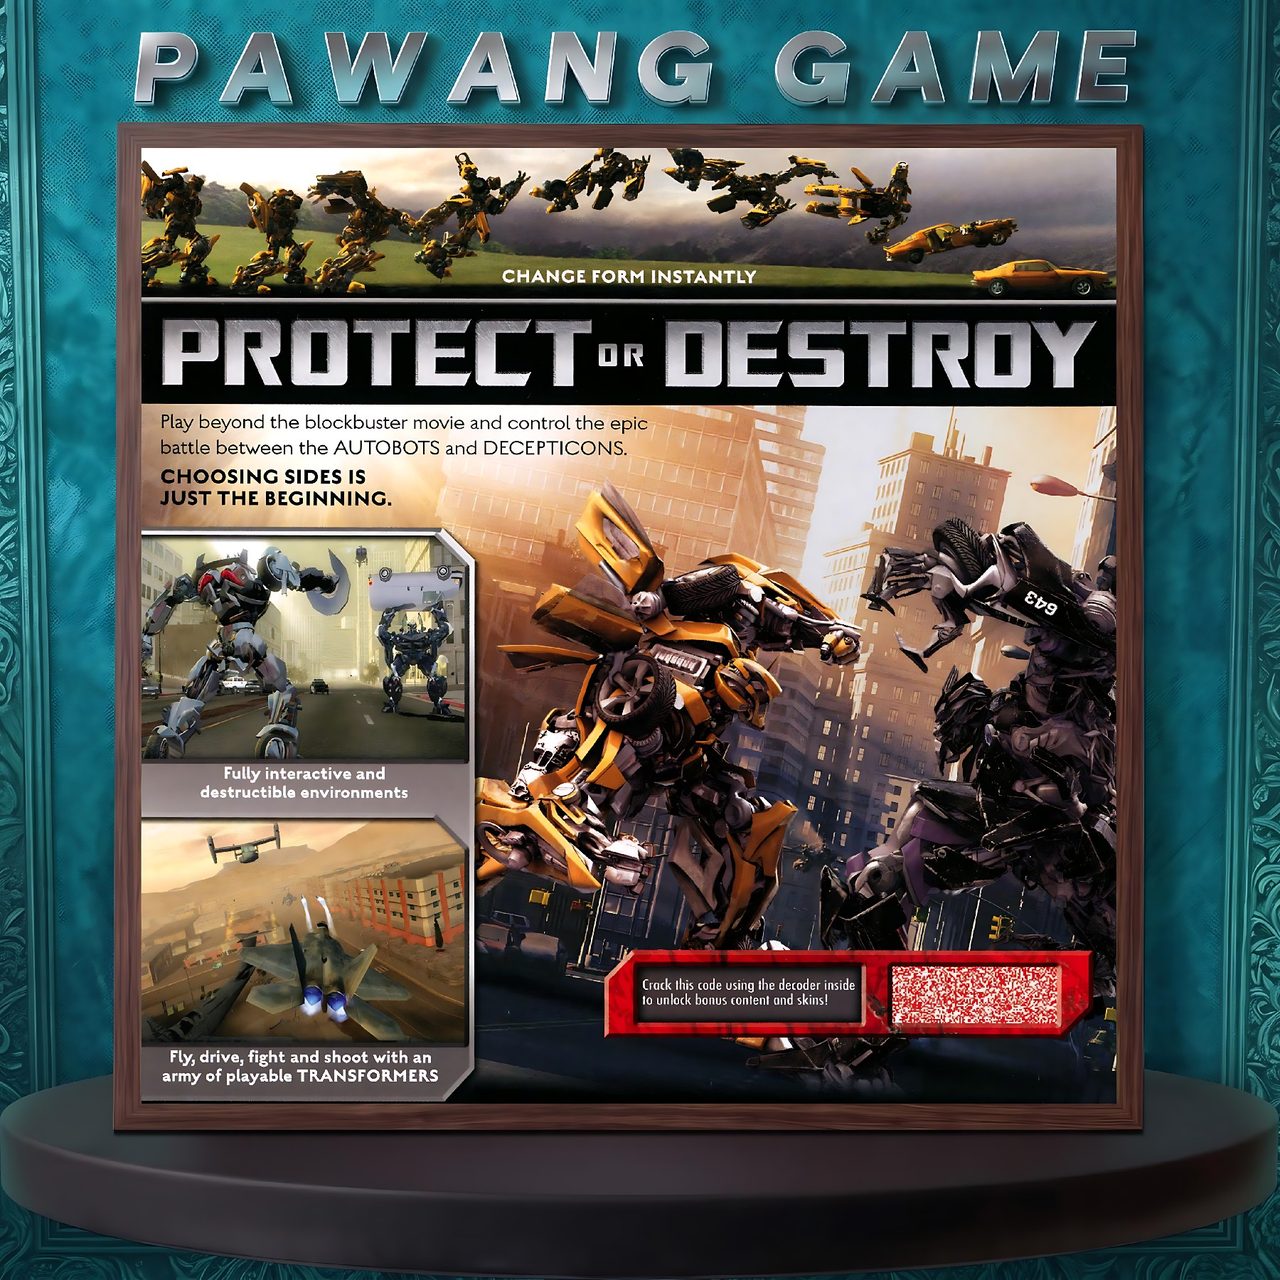 PAWANG GAME
CHANGE FORM INSTANTLY
PROTECT OR DESTROY
Play beyond the blockbuster movie and control the epic
battle between the AUTOBOTS and DECEPTICONS.
CHOOSING SIDES IS
JUST THE BEGINNING.
643
Fully interactive and
destructible environments
Fly, drive, fight and shoot with an
army of playable TRANSFORMERS
Crack this code using the decoder inside
to unlock bonus content and skins!